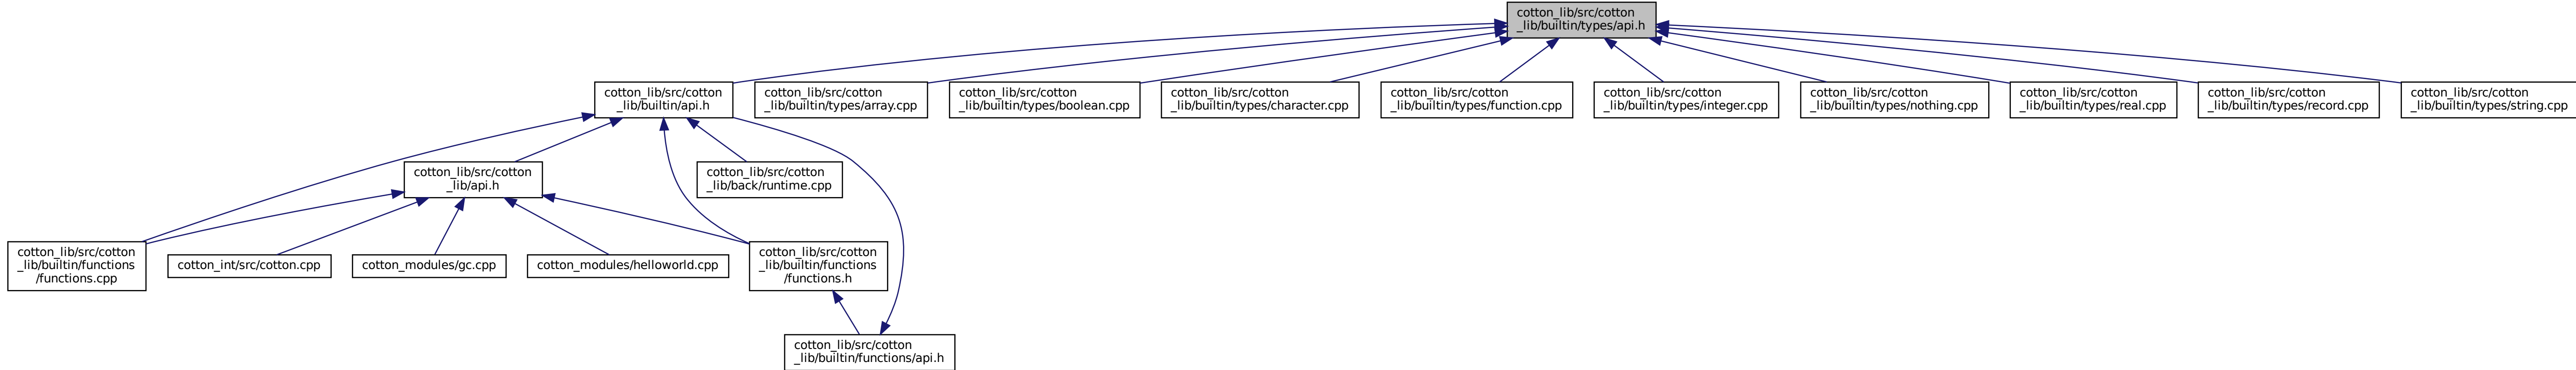 cotton_lib/src/cotton
_lib/builtin/types/api.h
cotton_lib/src/cotton
_lib/builtin/api.h
cotton_lib/src/cotton
_lib/builtin/types/array.cpp
cotton_lib/src/cotton
_lib/builtin/types/boolean.cpp
cotton_lib/src/cotton
_lib/builtin/types/character.cpp
cotton_lib/src/cotton
_lib/builtin/types/function.cpp
cotton_lib/src/cotton
_lib/builtin/types/integer.cpp
cotton_lib/src/cotton
_lib/builtin/types/nothing.cpp
cotton_lib/src/cotton
_lib/builtin/types/real.cpp
cotton_lib/src/cotton
_lib/builtin/types/record.cpp
cotton_lib/src/cotton
_lib/builtin/types/string.cpp
cotton_lib/src/cotton
_lib/api.h
cotton_lib/src/cotton
_lib/back/runtime.cpp
cotton_lib/src/cotton
_lib/builtin/functions
/functions.cpp
cotton_int/src/cotton.cpp
cotton_modules/gc.cpp
cotton_modules/helloworld.cpp
cotton_lib/src/cotton
_lib/builtin/functions
/functions.h
cotton_lib/src/cotton
_lib/builtin/functions/api.h